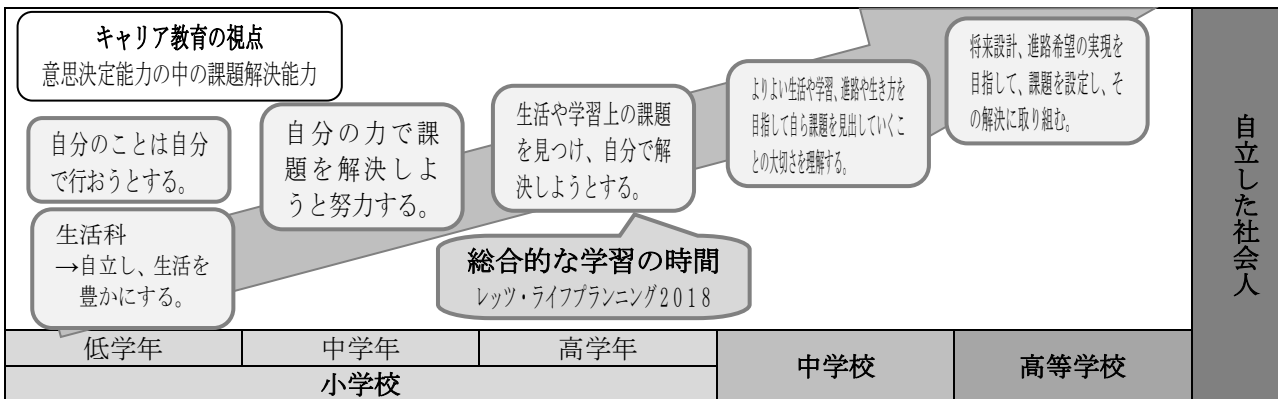 キャリア教育の視点
意思決定能力の中の課題解決能力
自分のことは自分
で行おうとする。
生活科
→自立し、生活を
豊かにする。
自分の力で課
題を解決しよ
うと努力する。
生活や学習上の課題
を見つけ、自分で解
決しようとする。
総合的な学習の時間
レッツ・ライフプランニング2018
よりよい生活や学習、進路や生き方を
目指して自ら課題を見出していくこ
との大切さを理解する。
将来設計、進路希望の実現を
目指して、課題を設定し、そ
の解決に取り組む。
自立した社会人
低学年
中学年
高学年
小学校
中学校
高等学校